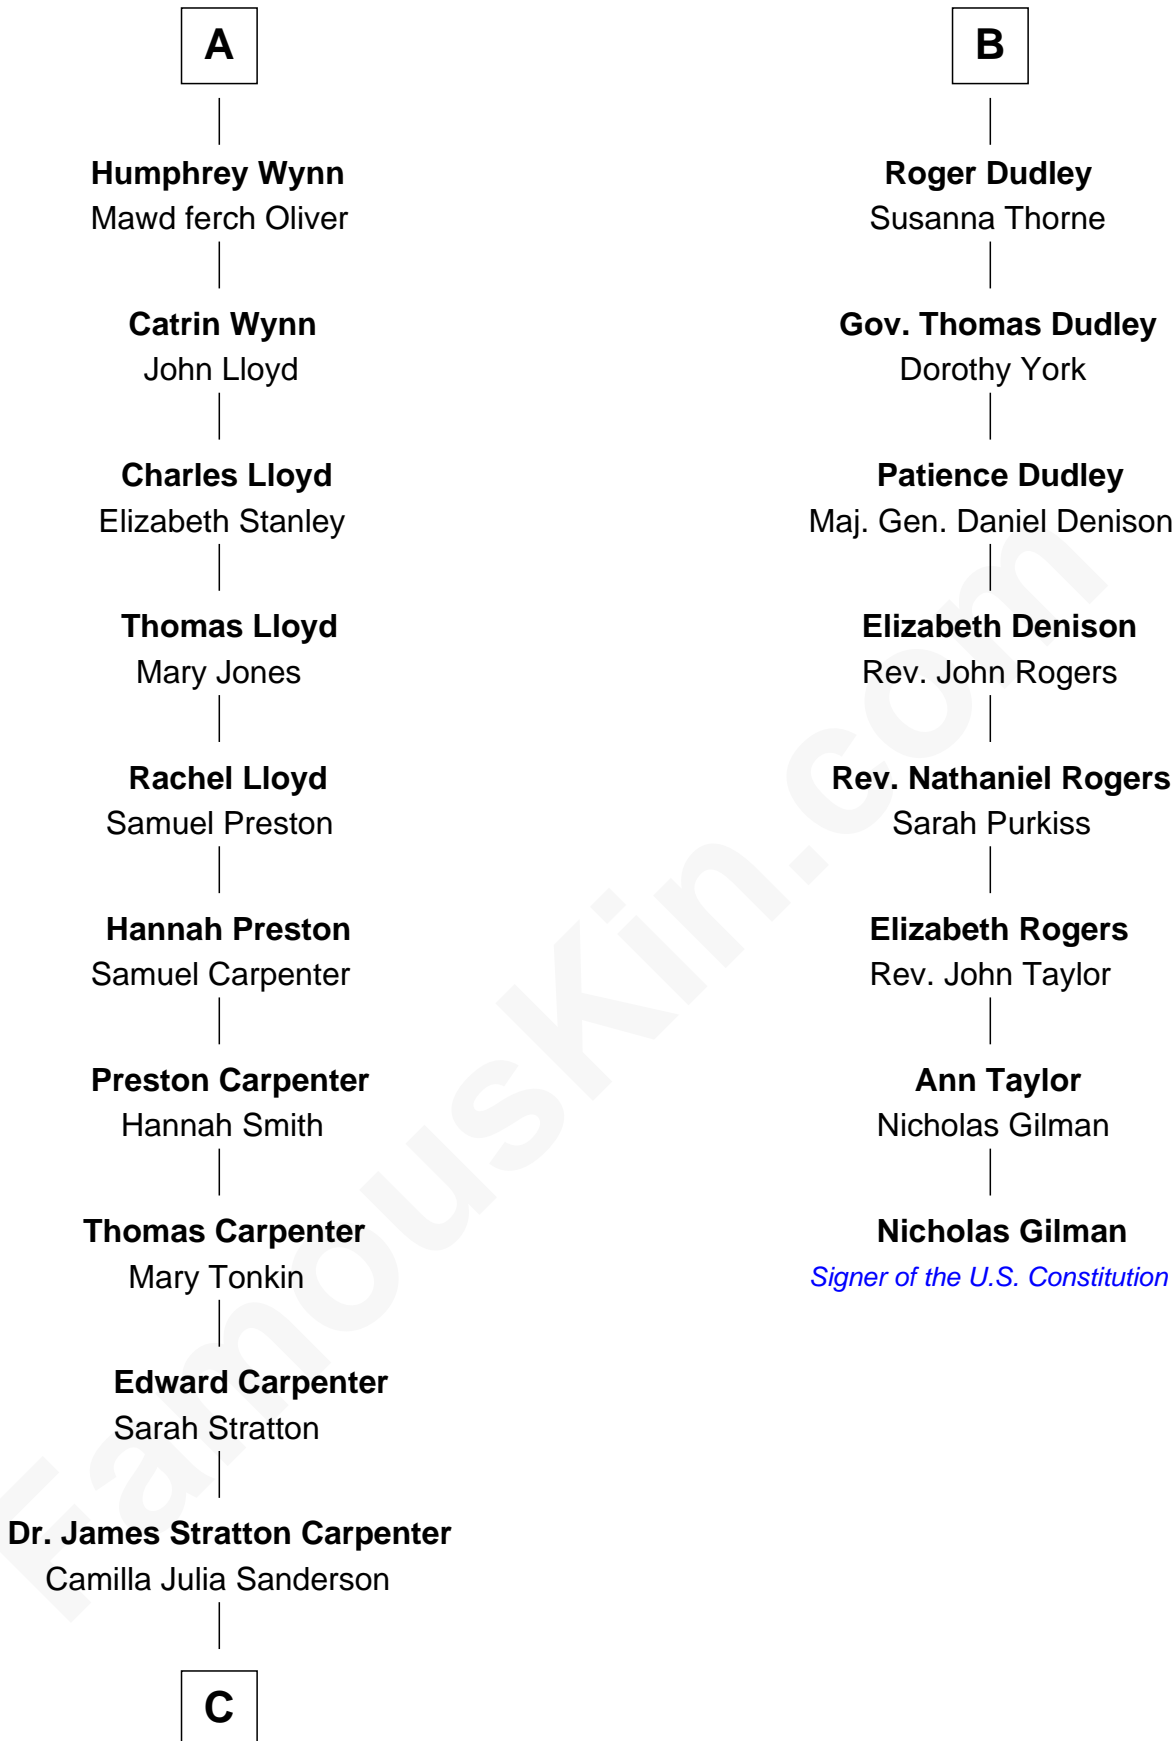 A
Humphrey Wynn
Mawd ferch Oliver
Catrin Wynn
John Lloyd
Charles Lloyd
Elizabeth Stanley
Thomas Lloyd
Mary Jones
Rachel Lloyd
Samuel Preston
Hannah Preston
Samuel Carpenter
Preston Carpenter
Hannah Smith
Thomas Carpenter
Mary Tonkin
Edward Carpenter
Sarah Stratton
Dr. James Stratton Carpenter
Camilla Julia Sanderson
C
B
Roger Dudley
Susanna Thorne
Gov. Thomas Dudley
Dorothy York
Patience Dudley
Maj. Gen. Daniel Denison
Elizabeth Denison
Rev. John Rogers
Rev. Nathaniel Rogers
Sarah Purkiss
Elizabeth Rogers
Rev. John Taylor
Ann Taylor
Nicholas Gilman
Nicholas Gilman
Signer of the U.S. Constitution
FamousKin.com